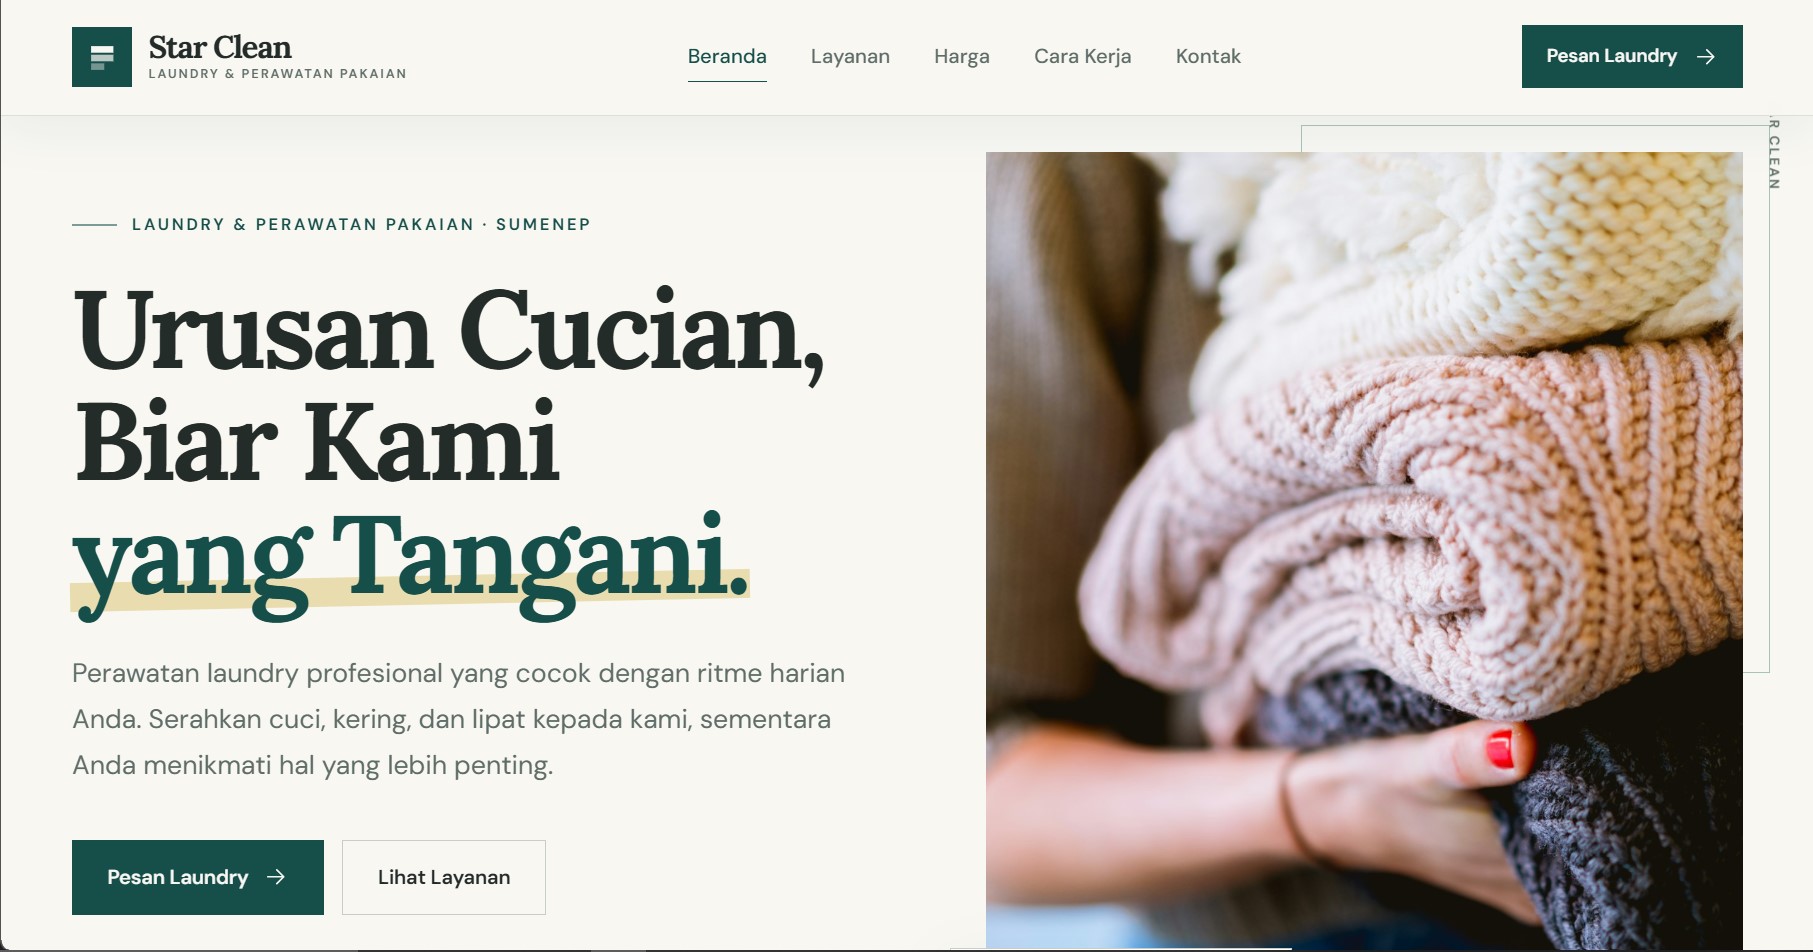 Star Clean
LAUNDRY & PERAWATAN PAKAIAN
Beranda
Layanan
Harga
Cara Kerja
Kontak
Pesan Laundry
R CLEAN
LAUNDRY & PERAWATAN PAKAIAN · SUMENEP
Urusan Cucian,
Biar Kami
yang Tangani.
Perawatan laundry profesional yang cocok dengan ritme harian
Anda. Serahkan cuci, kering, dan lipat kepada kami, sementara
Anda menikmati hal yang lebih penting.
Pesan Laundry
Lihat Layanan